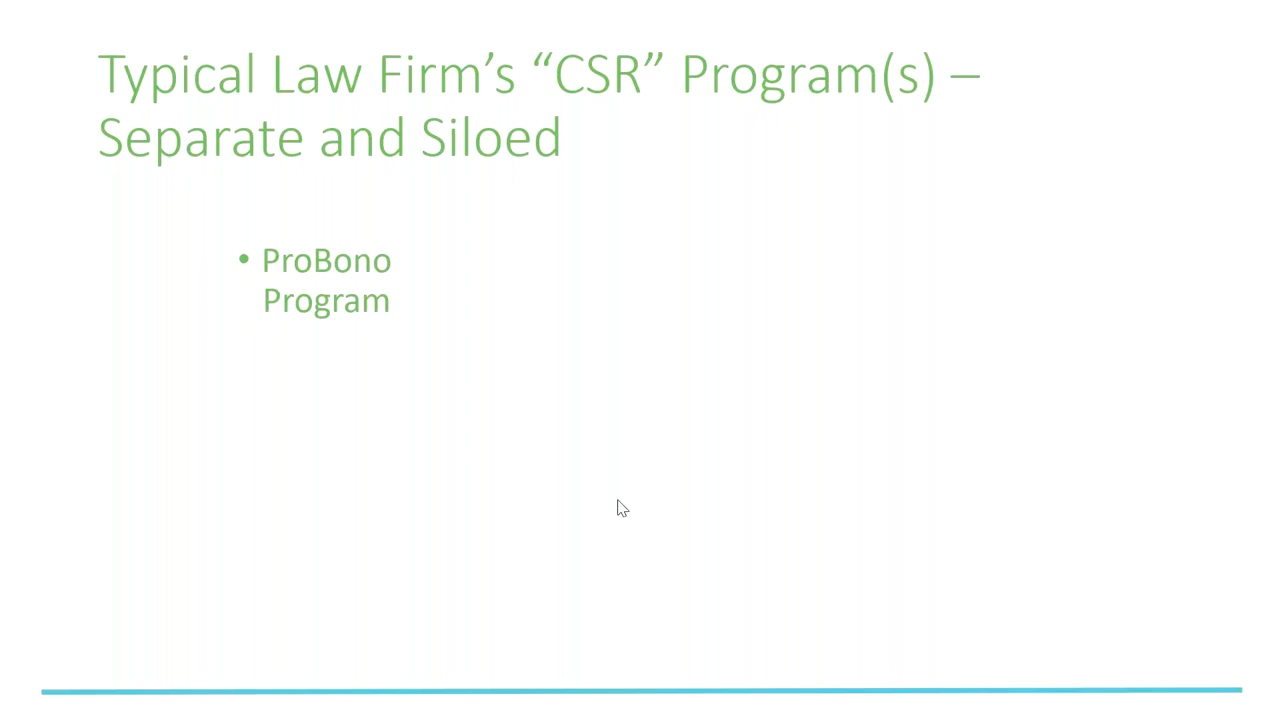 Typical Law Firm’s “CSR” Program(s) –
Separate and Siloed
• ProBono
Program